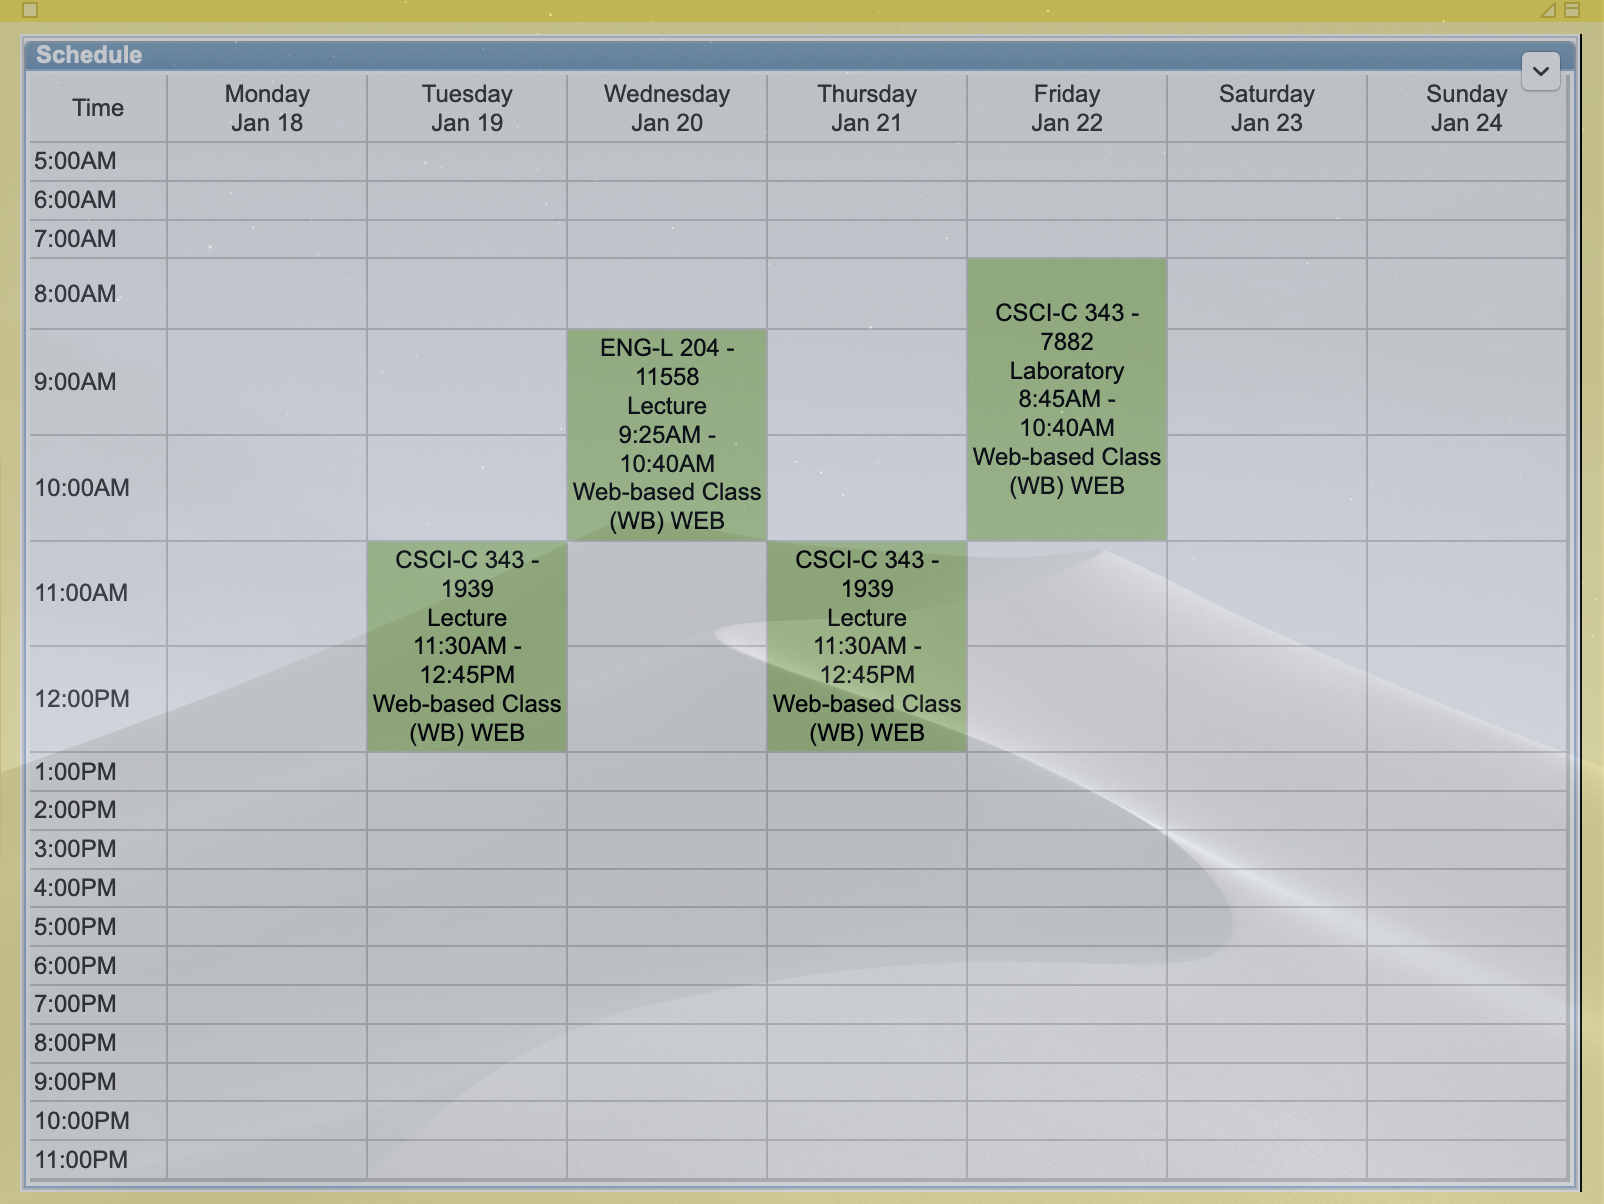 Schedule
Time
Monday
Jan 18
Tuesday
Jan 19
Wednesday
Jan 20
Thursday
Jan 21
Friday
Jan 22
Saturday
Jan 23
Sunday
Jan 24
5:00AM
6:00AM
7:00AM
8:00AM
CSCI-C 343 -
7882
Laboratory
8:45AM -
10:40AM
Web-based Class
(WB) WEB
9:00AM
ENG-L 204 -
11558
Lecture
9:25AM -
10:40AM
Web-based Class
(WB) WEB
10:00AM
11:00AM
CSCI-C 343 -
1939
Lecture
11:30AM -
12:45PM
Web-based Class
(WB) WEB
CSCI-C 343 -
1939
Lecture
11:30AM -
12:45PM
Web-based Class
(WB) WEB
12:00PM
1:00PM
2:00PM
3:00PM
4:00PM
5:00PM
6:00PM
7:00PM
8:00PM
9:00PM
10:00PM
11:00PM